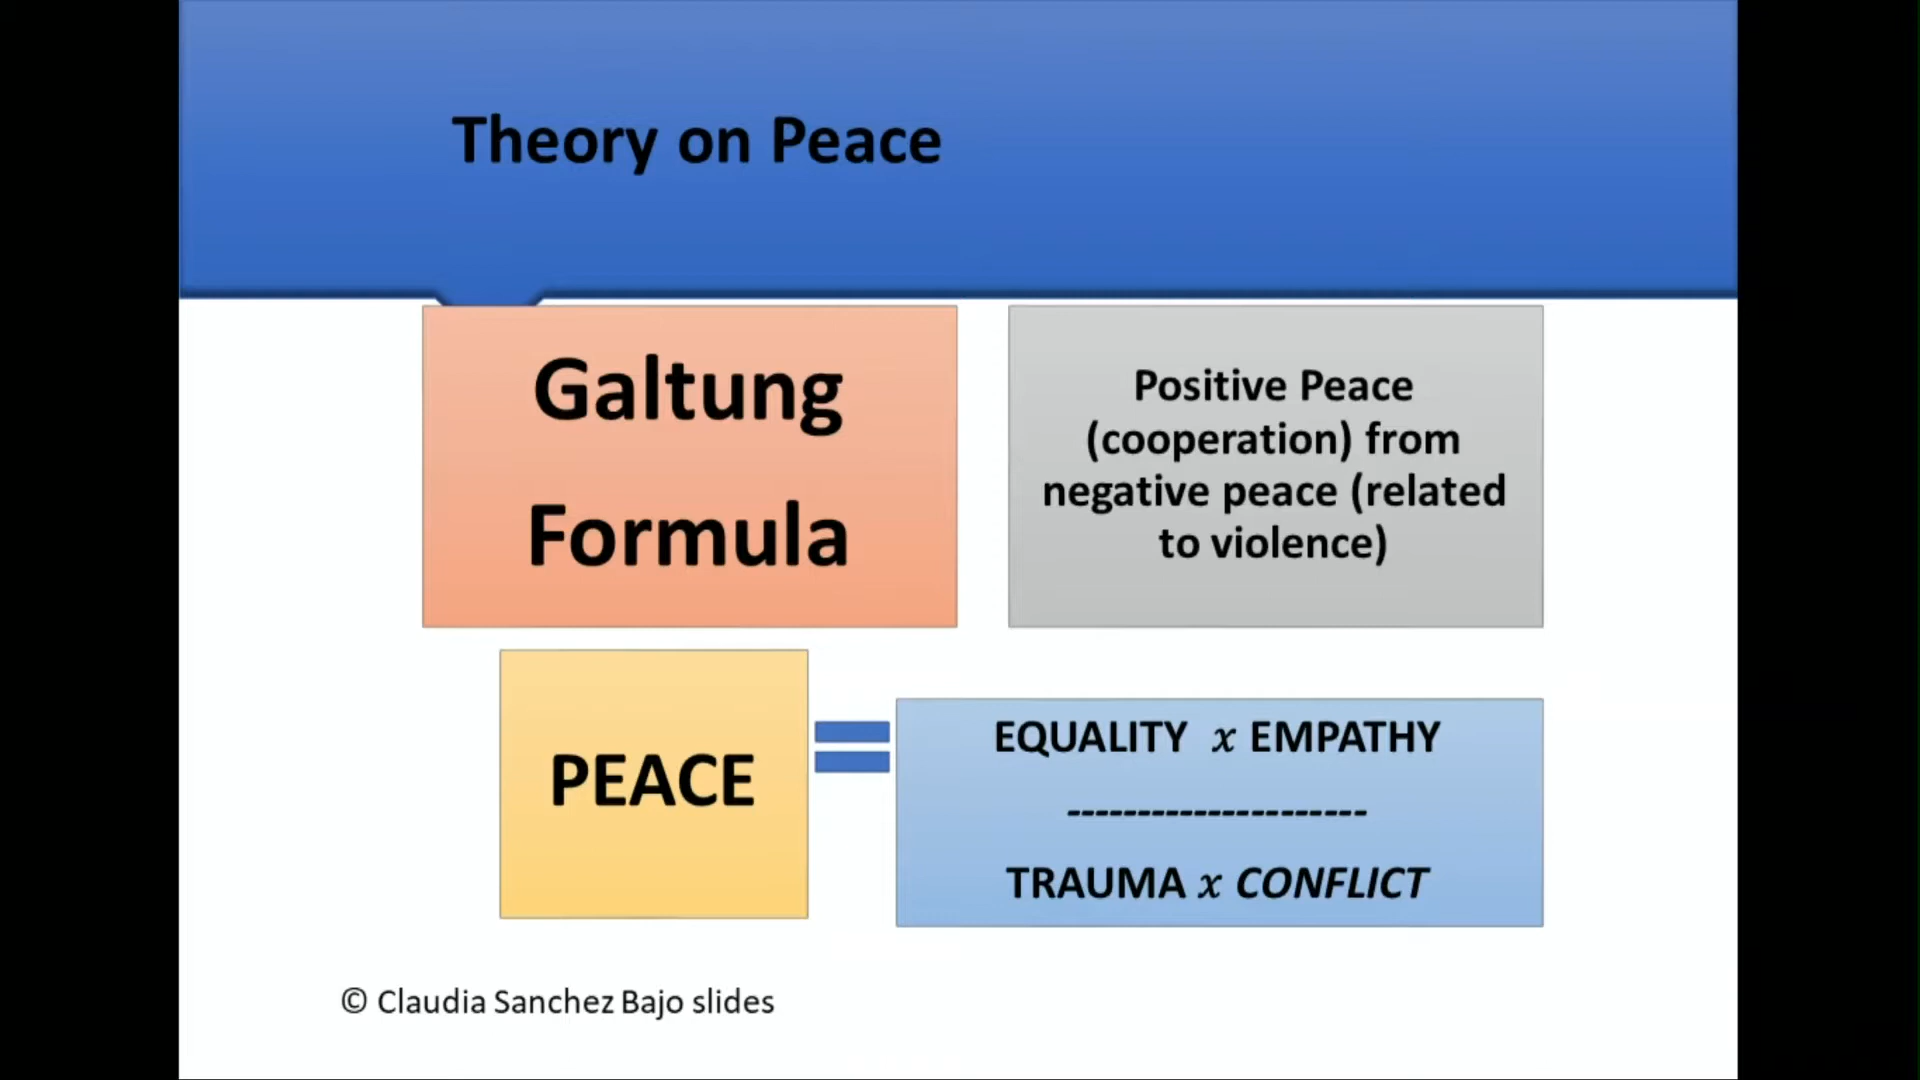 Theory on Peace
Galtung
Formula
Positive Peace
(cooperation) from
negative peace (related
to violence)
PEACE
EQUALITY x EMPATHY
---------------------
TRAUMA x CONFLICT
© Claudia Sanchez Bajo slides